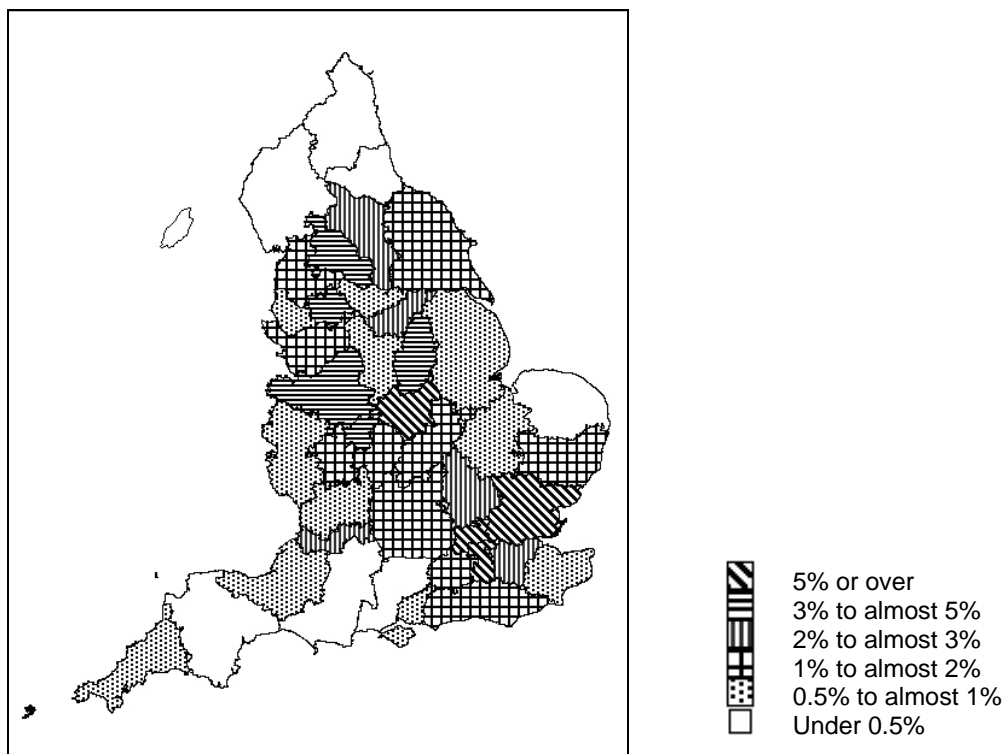 5% or over
3% to almost 5%
2% to almost 3%
1% to almost 2%
0.5% to almost 1%
Under 0.5%